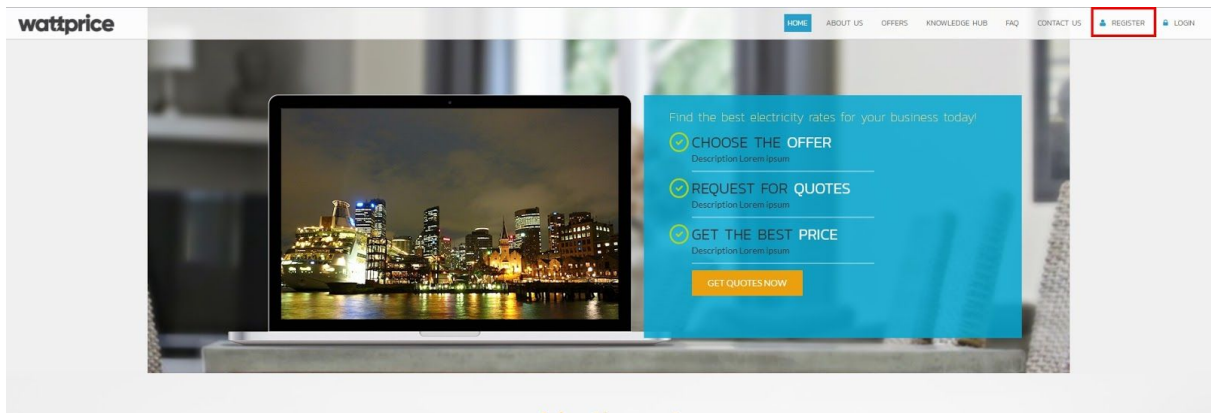 wattprice
HOME ABOUT US OFFERS KNOWLEDGE HUB FAQ CONTACT US REGISTER LOGIN
Find the best electricity rates for your business today!
CHOOSE THE OFFER
Description Lorem ipsum
REQUEST FOR QUOTES
Description Lorem ipsum
GET THE BEST PRICE
Description Lorem ipsum
GET QUOTES NOW